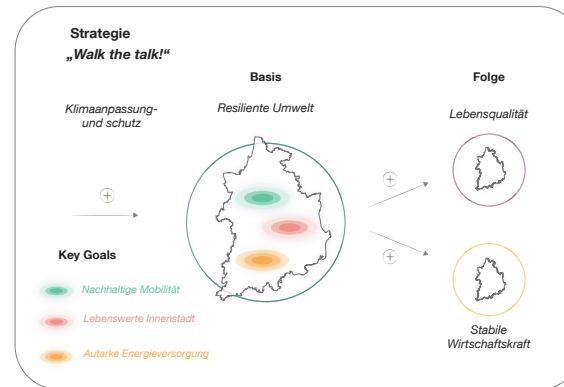 Strategie
„Walk the talk!“
Klimaanpassung-
und schutz
Basis
Resiliente Umwelt
Folge
Lebensqualität
Key Goals
Nachhaltige Mobilität
Lebenswerte Innenstadt
Autarke Energieversorgung
Stabile
Wirtschaftskraft